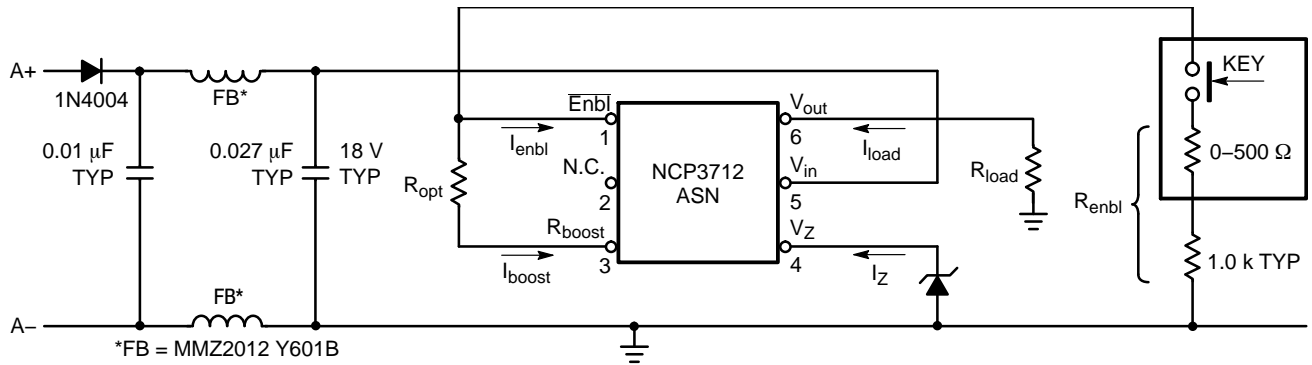 A+
1N4004
FB*
0.01 μF
TYP
0.027 μF
TYP
18 V
TYP
Enbl
1
I_enbl
R_opt
N.C.
2
R_boost
3
I_boost
NCP3712
ASN
V_out
6
I_load
V_in
5
V_Z
4
I_Z
R_load
KEY
0–500 Ω
R_enbl
1.0 k TYP
FB*
A–
*FB = MMZ2012 Y601B